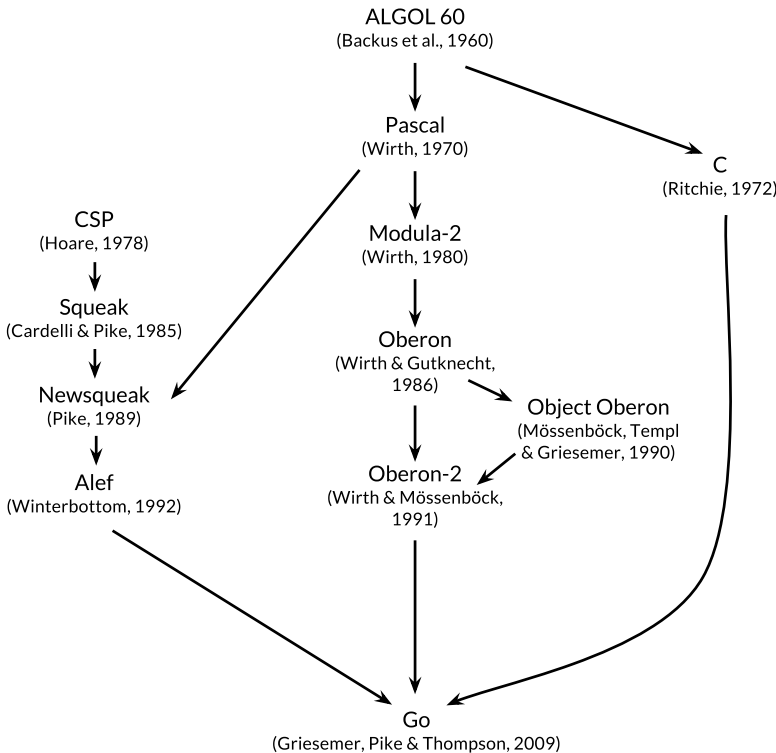 ALGOL 60
(Backus et al., 1960)
Pascal
(Wirth, 1970)
C
(Ritchie, 1972)
CSP
(Hoare, 1978)
Modula-2
(Wirth, 1980)
Squeak
(Cardelli & Pike, 1985)
Oberon
(Wirth & Gutknecht,
1986)
Newsqueak
(Pike, 1989)
Object Oberon
(Mössenböck, Templ
& Griesemer, 1990)
Alef
(Winterbottom, 1992)
Oberon-2
(Wirth & Mössenböck,
1991)
Go
(Griesemer, Pike & Thompson, 2009)